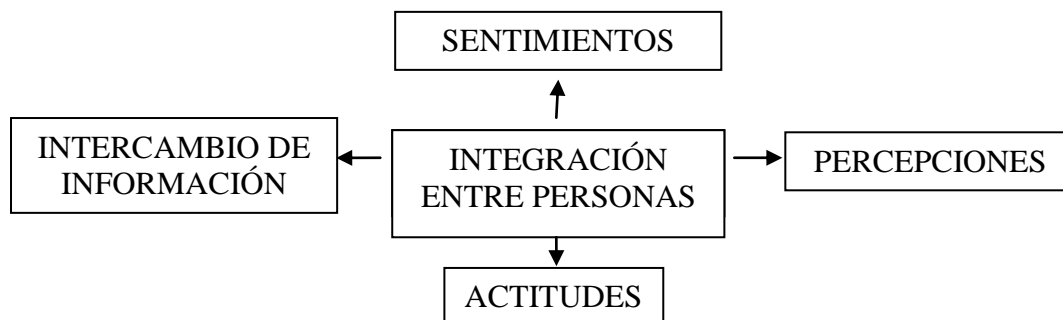 SENTIMIENTOS
INTERCAMBIO DE
INFORMACIÓN
INTEGRACIÓN
ENTRE PERSONAS
PERCEPCIONES
ACTITUDES